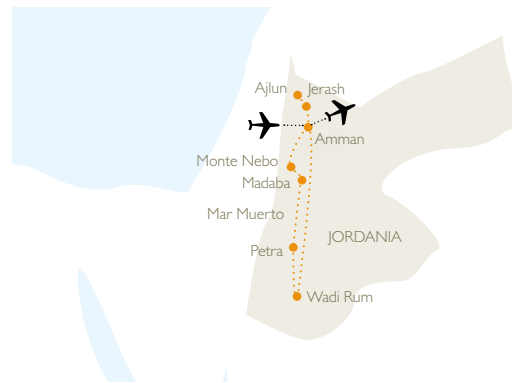 Ajlun
Jerash
Amman
Monte Nebo
Madaba
Mar Muerto
JORDANIA
Petra
Wadi Rum